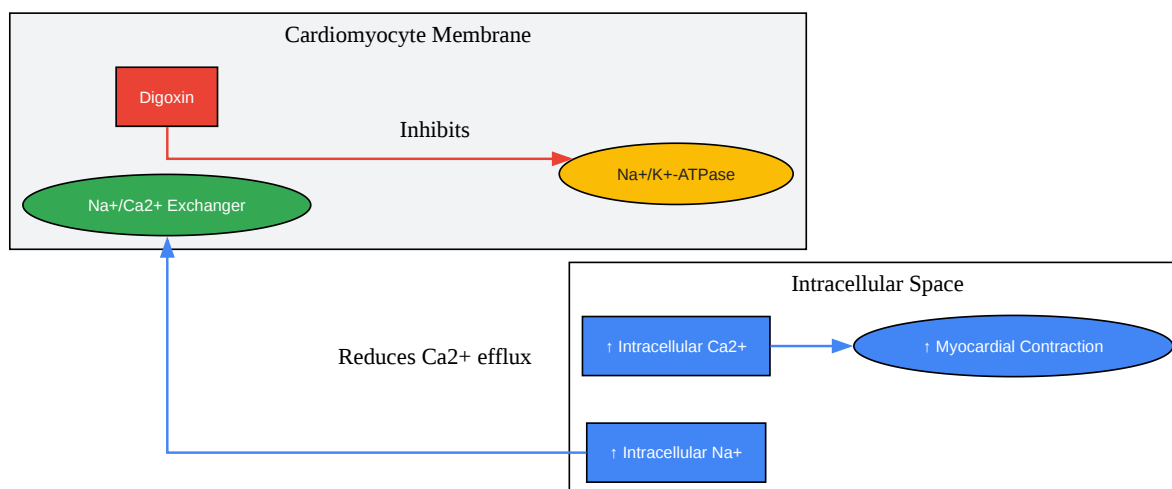 Cardiomyocyte Membrane
Digoxin
Inhibits
Na+/K+-ATPase
Na+/Ca2+ Exchanger
Intracellular Space
↑ Intracellular Ca2+
↑ Myocardial Contraction
Reduces Ca2+ efflux
↑ Intracellular Na+